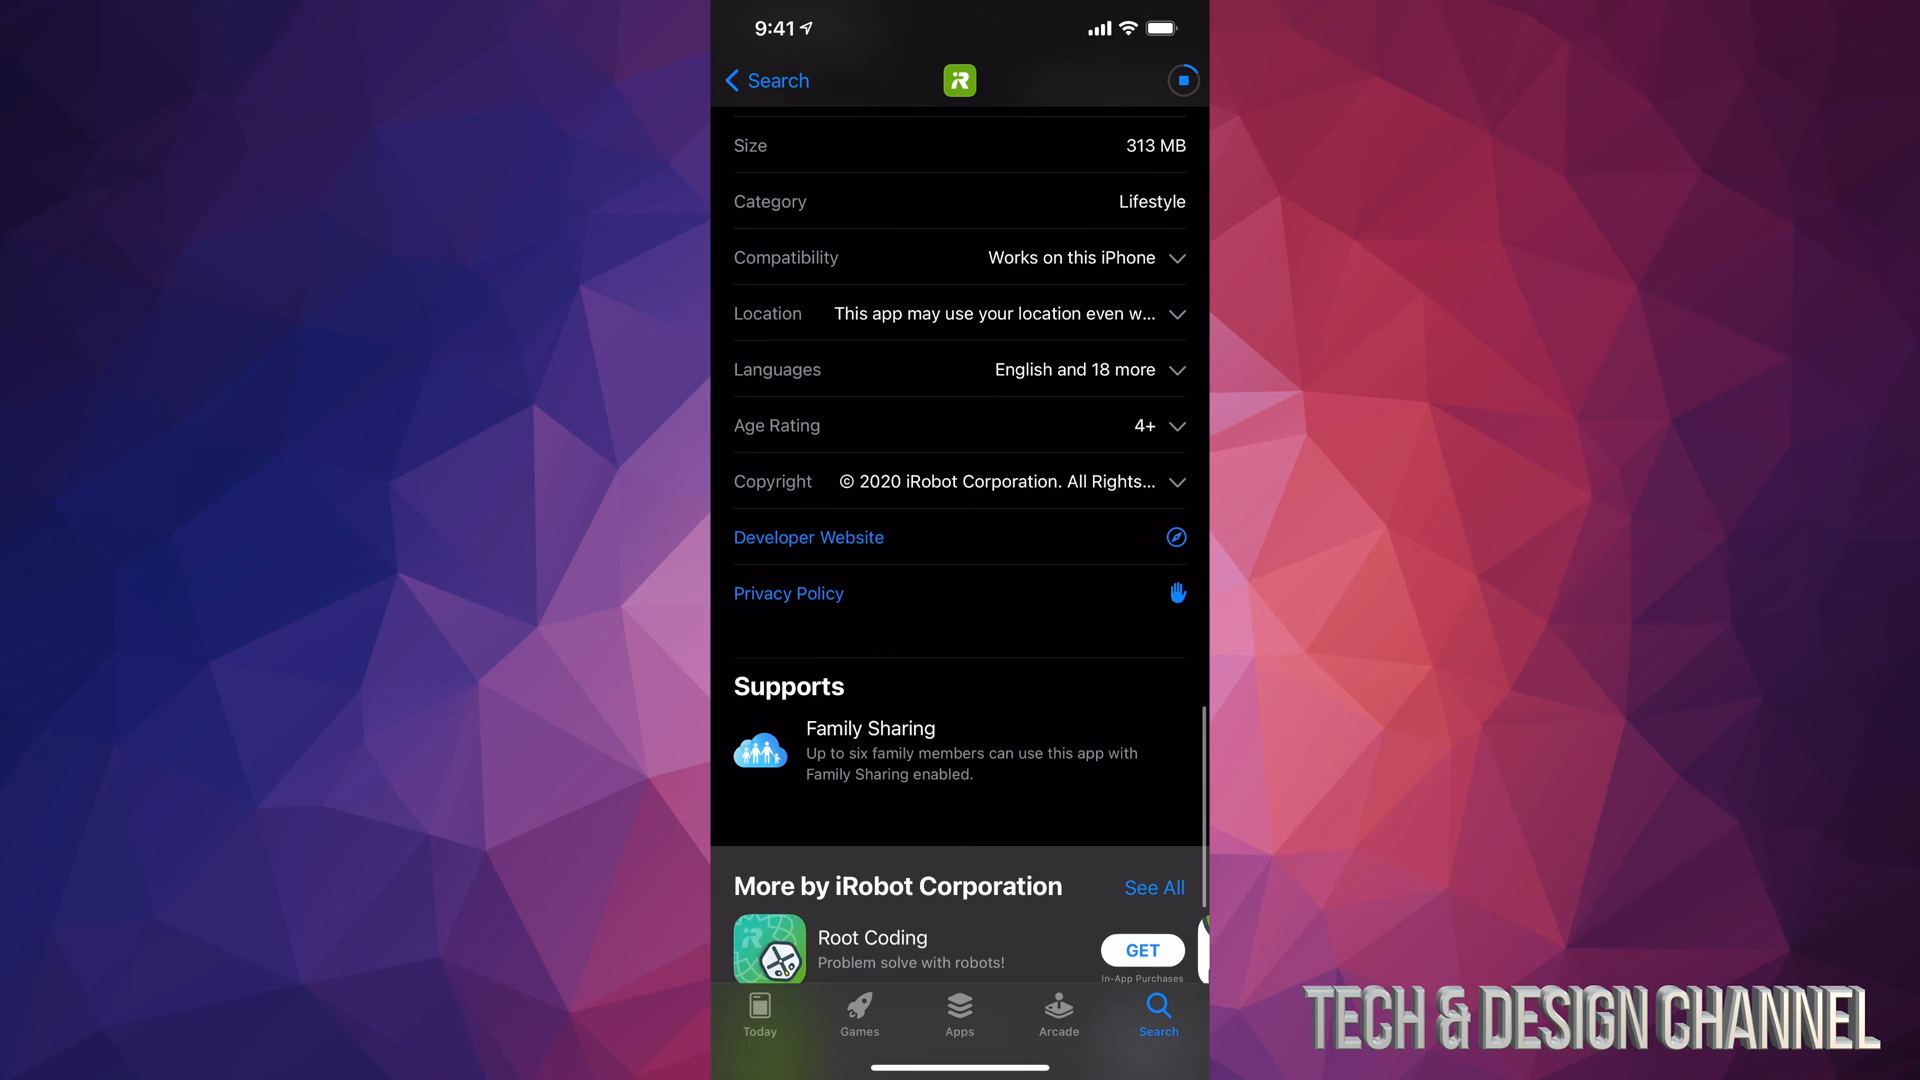 9:41
Search
Size 313 MB
Category Lifestyle
Compatibility Works on this iPhone
Location This app may use your location even w...
Languages English and 18 more
Age Rating 4+
Copyright © 2020 iRobot Corporation. All Rights...
Developer Website
Privacy Policy
Supports
Family Sharing
Up to six family members can use this app with
Family Sharing enabled.
More by iRobot Corporation See All
Root Coding
Problem solve with robots!
GET
In-App Purchases
Today Games Apps Arcade Search
TECH & DESIGN CHANNEL